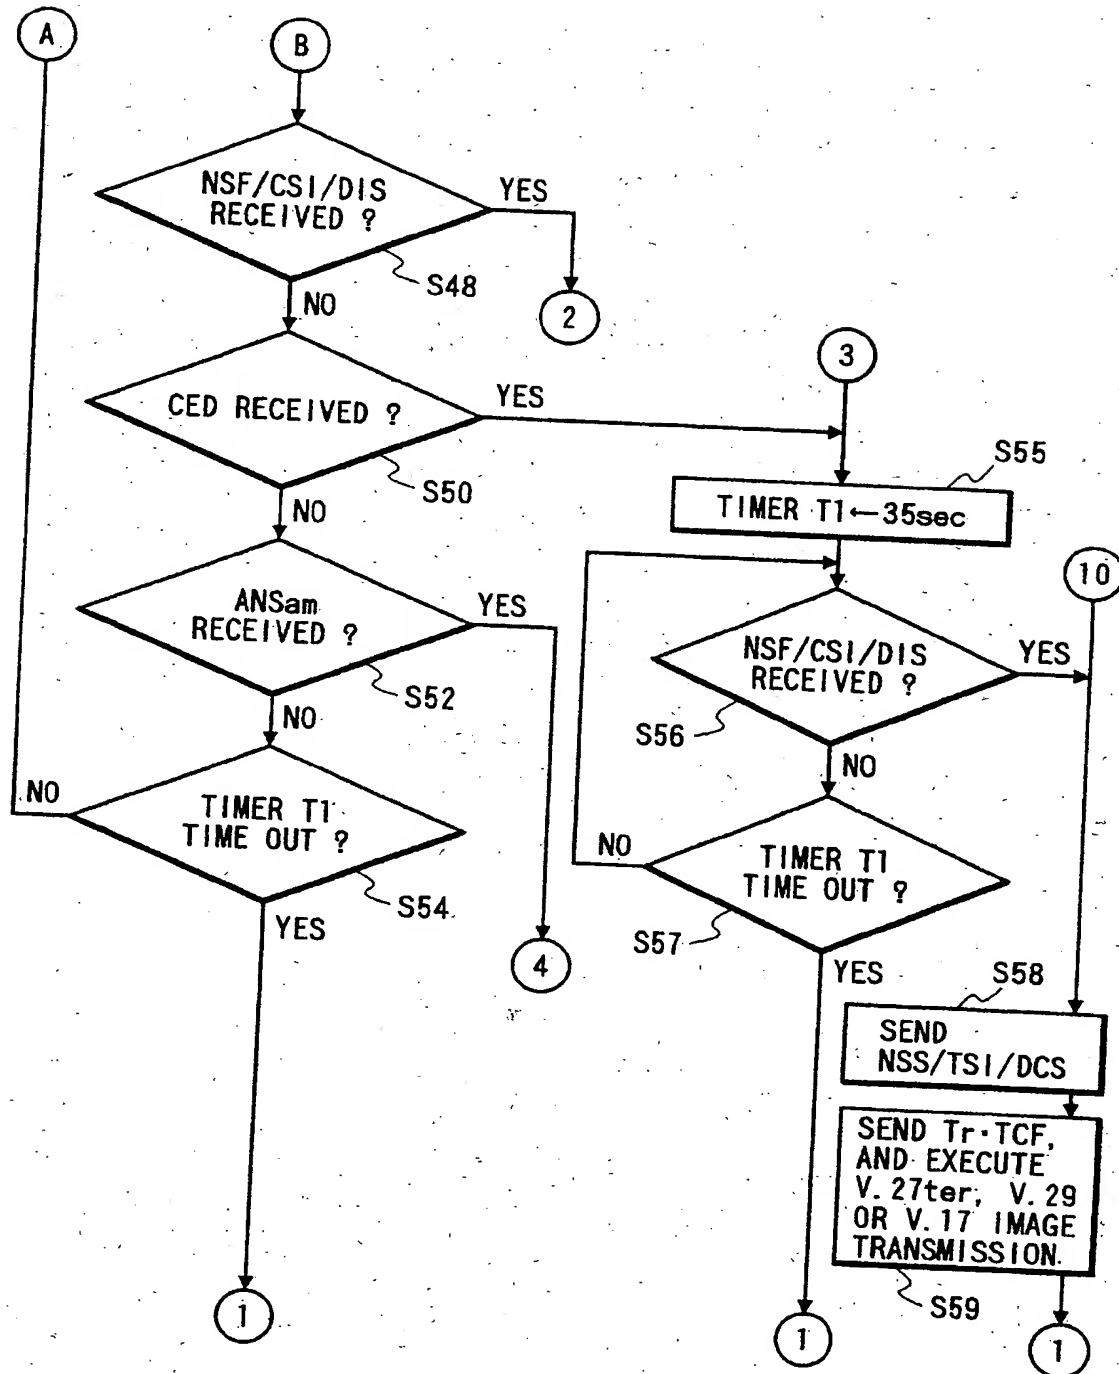 A
B
NSF/CSI/DIS
RECEIVED ?
YES
S48
NO
2
CED RECEIVED ?
YES
S50
NO
ANSam
RECEIVED ?
YES
S52
NO
TIMER T1
TIME OUT ?
NO
S54
YES
4
1
3
S55
TIMER T1←35sec
10
NSF/CSI/DIS
RECEIVED ?
YES
S56
NO
TIMER T1
TIME OUT ?
NO
S57
YES
1
S58
SEND
NSS/TSI/DCS
SEND Tr·TCF,
AND EXECUTE
V.27ter, V.29
OR V.17 IMAGE
TRANSMISSION
S59
1